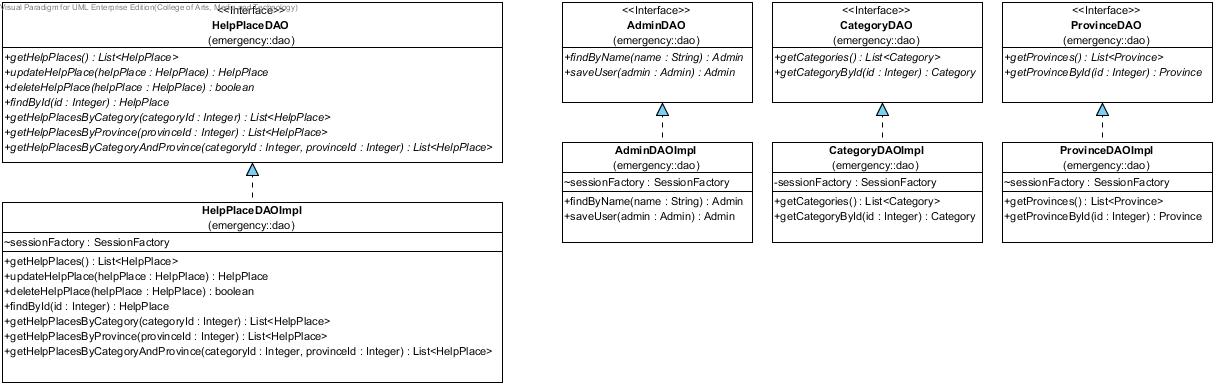 Visual Paradigm for UML Enterprise Edition(College of Arts, Media and Technology)
<<Interface>>
HelpPlaceDAO
(emergency::dao)
+getHelpPlaces() : List<HelpPlace>
+updateHelpPlace(helpPlace : HelpPlace) : HelpPlace
+deleteHelpPlace(helpPlace : HelpPlace) : boolean
+findById(id : Integer) : HelpPlace
+getHelpPlacesByCategory(categoryId : Integer) : List<HelpPlace>
+getHelpPlacesByProvince(provinceId : Integer) : List<HelpPlace>
+getHelpPlacesByCategoryAndProvince(categoryId : Integer, provinceId : Integer) : List<HelpPlace>
HelpPlaceDAOImpl
(emergency::dao)
~sessionFactory : SessionFactory
+getHelpPlaces() : List<HelpPlace>
+updateHelpPlace(helpPlace : HelpPlace) : HelpPlace
+deleteHelpPlace(helpPlace : HelpPlace) : boolean
+findById(id : Integer) : HelpPlace
+getHelpPlacesByCategory(categoryId : Integer) : List<HelpPlace>
+getHelpPlacesByProvince(provinceId : Integer) : List<HelpPlace>
+getHelpPlacesByCategoryAndProvince(categoryId : Integer, provinceId : Integer) : List<HelpPlace>
<<Interface>>
AdminDAO
(emergency::dao)
+findByName(name : String) : Admin
+saveUser(admin : Admin) : Admin
AdminDAOImpl
(emergency::dao)
~sessionFactory : SessionFactory
+findByName(name : String) : Admin
+saveUser(admin : Admin) : Admin
<<Interface>>
CategoryDAO
(emergency::dao)
+getCategories() : List<Category>
+getCategoryById(id : Integer) : Category
CategoryDAOImpl
(emergency::dao)
-sessionFactory : SessionFactory
+getCategories() : List<Category>
+getCategoryById(id : Integer) : Category
<<Interface>>
ProvinceDAO
(emergency::dao)
+getProvinces() : List<Province>
+getProvinceById(id : Integer) : Province
ProvinceDAOImpl
(emergency::dao)
~sessionFactory : SessionFactory
+getProvinces() : List<Province>
+getProvinceById(id : Integer) : Province